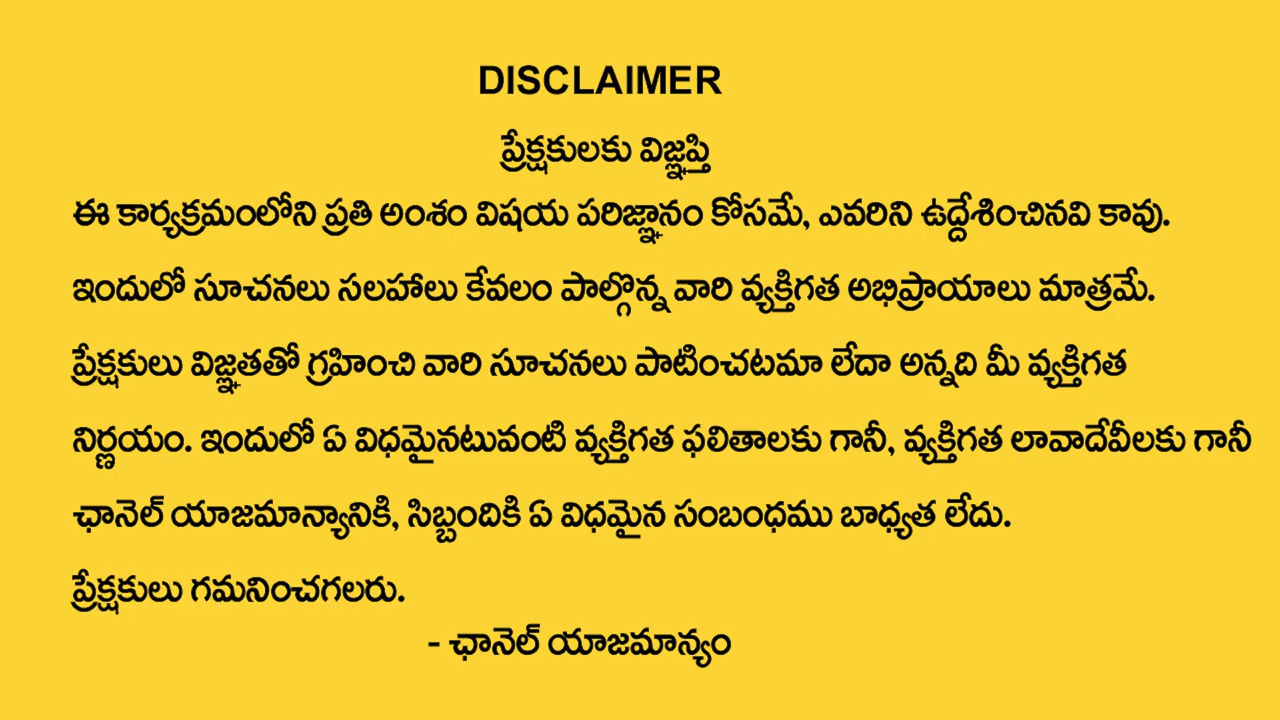 DISCLAIMER
ప్రేక్షకులకు విజ్ఞప్తి
ఈ కార్యక్రమంలోని ప్రతి అంశం విషయ పరిజ్ఞానం కోసమే, ఎవరిని ఉద్దేశించినవి కావు.
ఇందులో సూచనలు సలహాలు కేవలం పాల్గొన్న వారి వ్యక్తిగత అభిప్రాయాలు మాత్రమే.
ప్రేక్షకులు విజ్ఞతతో గ్రహించి వారి సూచనలు పాటించటమా లేదా అన్నది మీ వ్యక్తిగత
నిర్ణయం. ఇందులో ఏ విధమైనటువంటి వ్యక్తిగత ఫలితాలకు గానీ, వ్యక్తిగత లావాదేవీలకు గానీ
ఛానెల్ యాజమాన్యానికి, సిబ్బందికి ఏ విధమైన సంబంధము బాధ్యత లేదు.
ప్రేక్షకులు గమనించగలరు.
- ఛానెల్ యాజమాన్యం